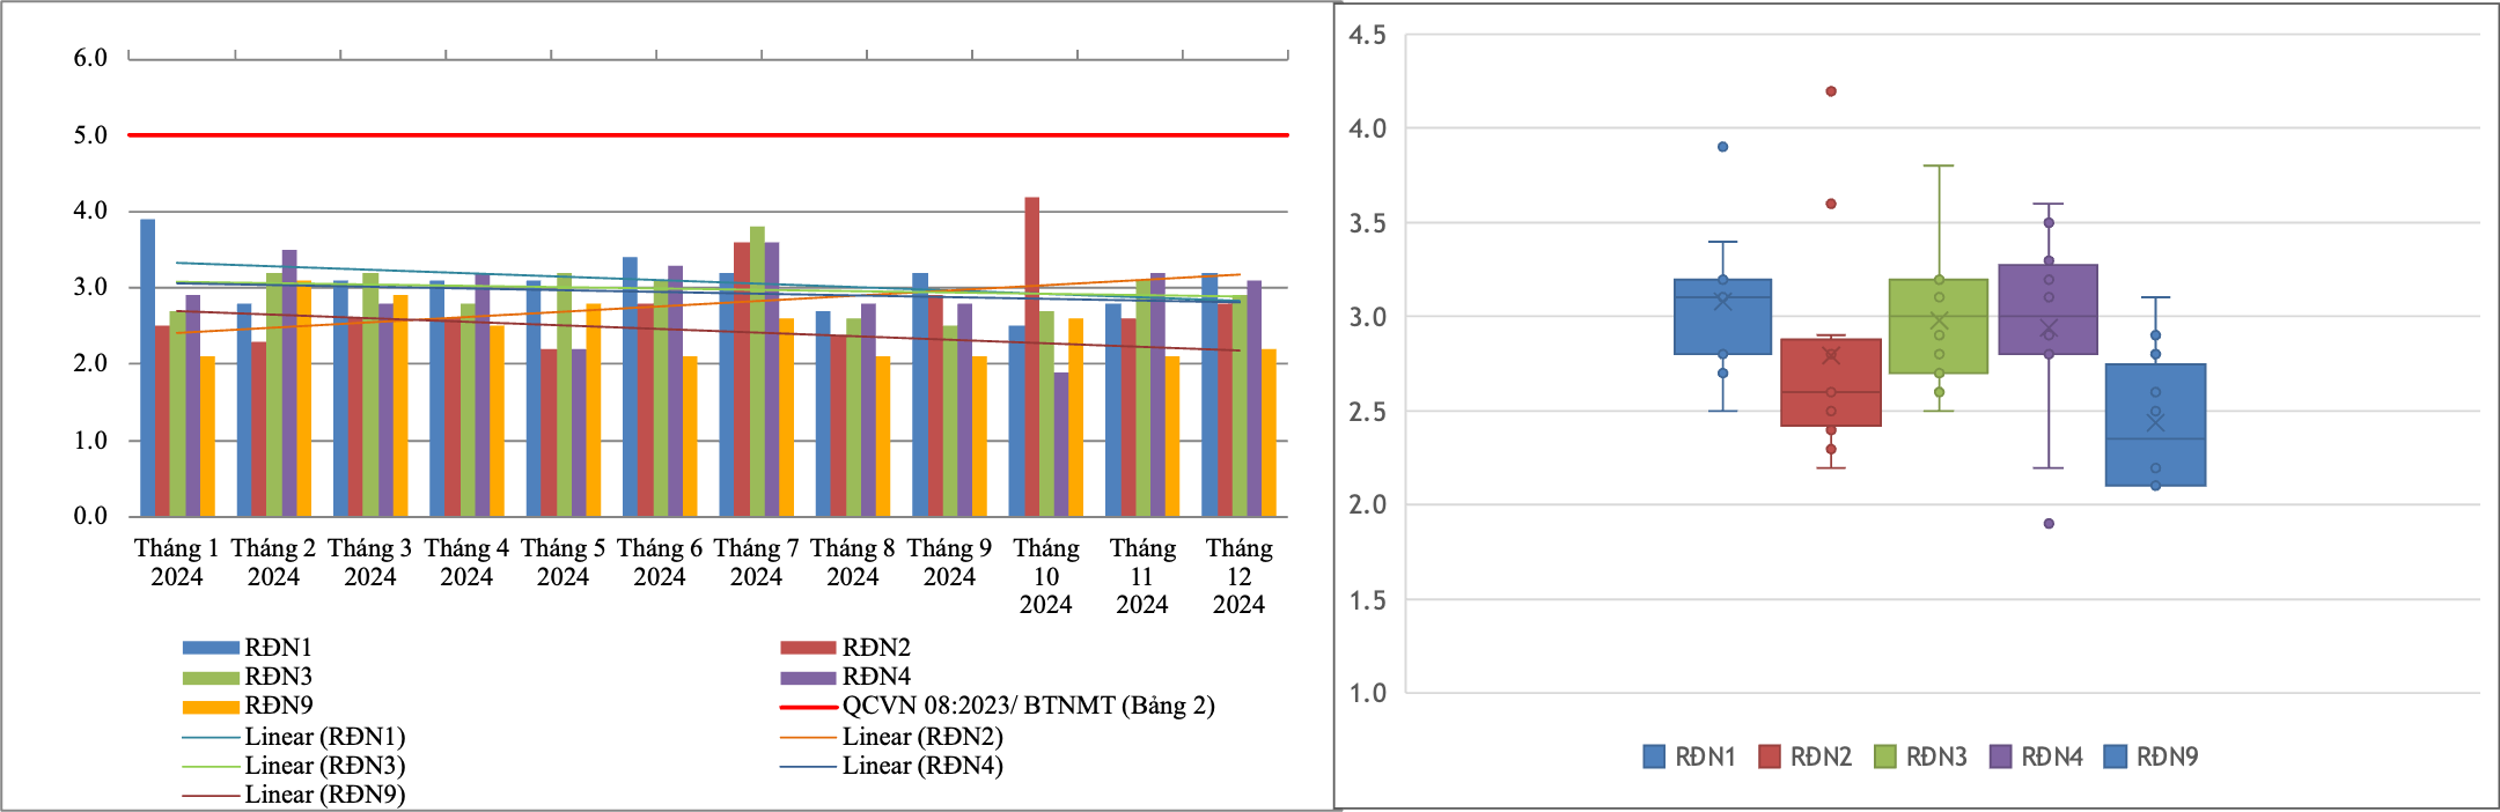 6.0
5.0
4.0
3.0
2.0
1.0
0.0
Tháng 1 2024
Tháng 2 2024
Tháng 3 2024
Tháng 4 2024
Tháng 5 2024
Tháng 6 2024
Tháng 7 2024
Tháng 8 2024
Tháng 9 2024
Tháng 10 2024
Tháng 11 2024
Tháng 12 2024
RĐN1
RĐN2
RĐN3
RĐN4
RĐN9
QCVN 08:2023/ BTNMT (Bảng 2)
Linear (RĐN1)
Linear (RĐN2)
Linear (RĐN3)
Linear (RĐN4)
Linear (RĐN9)
4.5
4.0
3.5
3.0
2.5
2.0
1.5
1.0
RĐN1
RĐN2
RĐN3
RĐN4
RĐN9